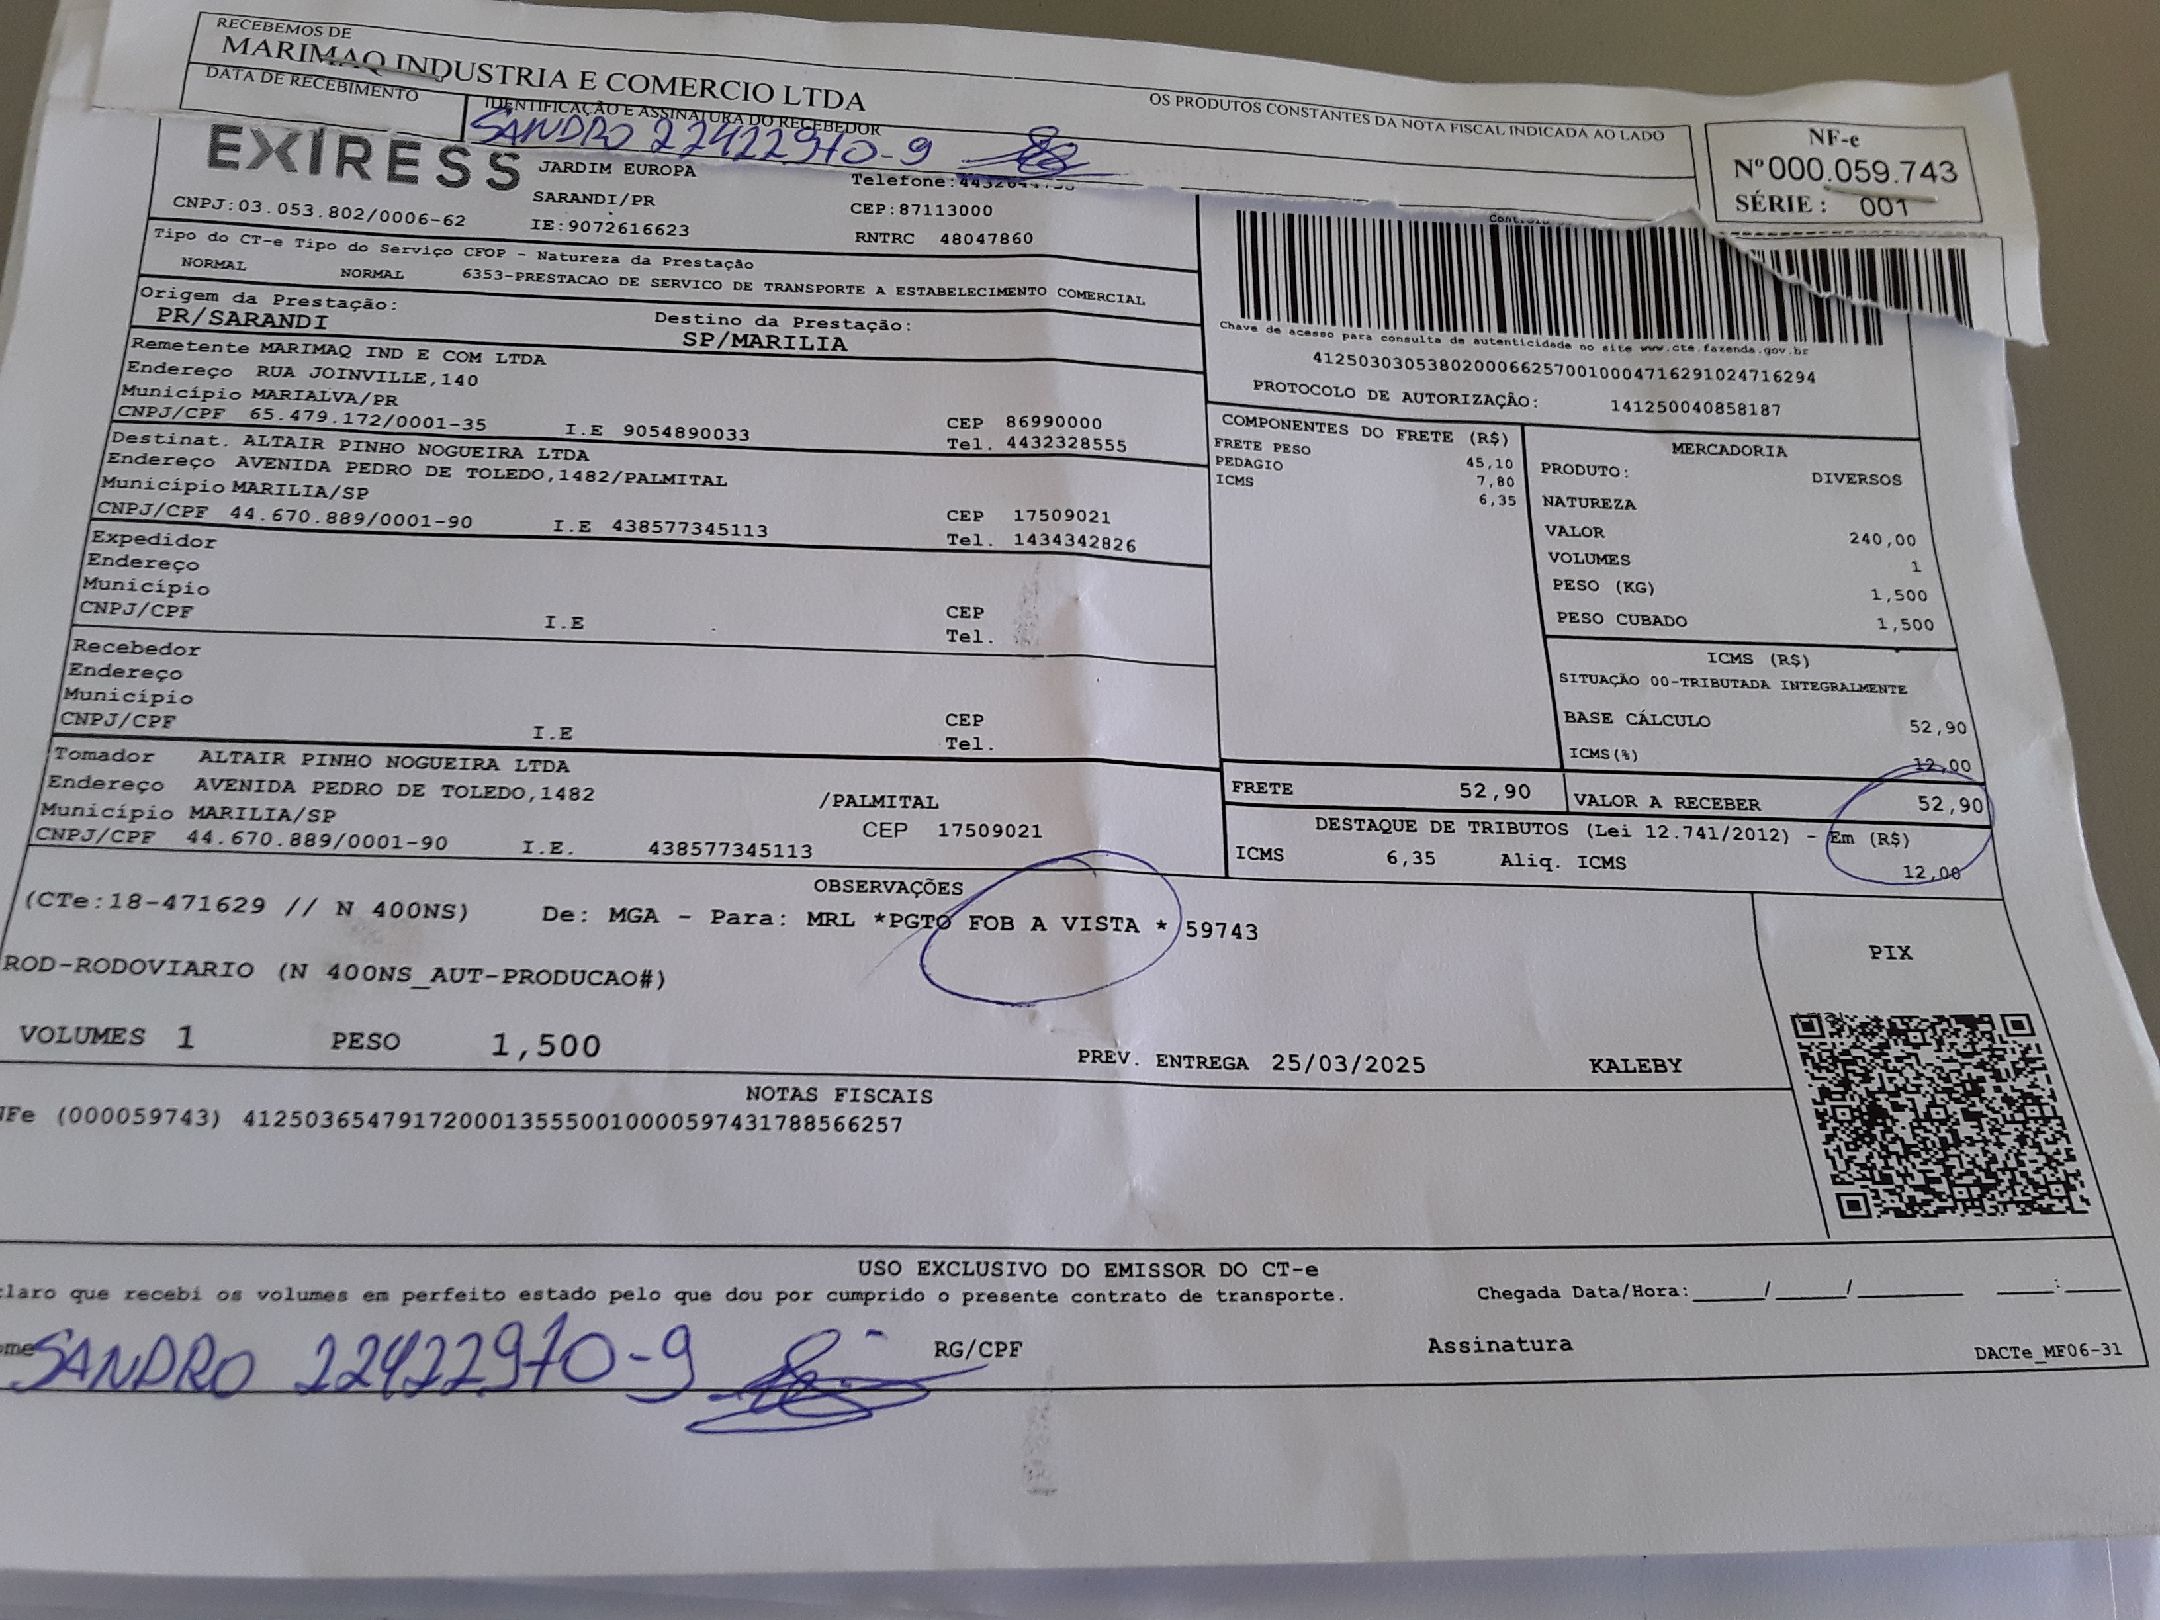 RECEBEMOS DE
MARIMAQ INDUSTRIA E COMERCIO LTDA
OS PRODUTOS CONSTANTES DA NOTA FISCAL INDICADA AO LADO
DATA DE RECEBIMENTO
IDENTIFICAÇÃO E ASSINATURA DO RECEBEDOR
SANDRO 22422970-9
NF-e
Nº000.059.743
SÉRIE: 001
EXIRESS
JARDIM EUROPA
SARANDI/PR
CEP:87113000
CNPJ:03.053.802/0006-62
IE:9072616623
RNTRC 48047860
Tipo do CT-e Tipo do Serviço CFOP - Natureza da Prestação
NORMAL NORMAL 6353-PRESTACAO DE SERVICO DE TRANSPORTE A ESTABELECIMENTO COMERCIAL
Origem da Prestação: Destino da Prestação:
PR/SARANDI SP/MARILIA
Chave de acesso para consulta de autenticidade no site www.cte.fazenda.gov.br
41250303053802000662570010004716291024716294
PROTOCOLO DE AUTORIZAÇÃO: 141250040858187
Remetente MARIMAQ IND E COM LTDA
Endereço RUA JOINVILLE,140
Município MARIALVA/PR CEP 86990000
CNPJ/CPF 65.479.172/0001-35 I.E 9054890033 Tel. 4432328555
Destinat. ALTAIR PINHO NOGUEIRA LTDA
Endereço AVENIDA PEDRO DE TOLEDO,1482/PALMITAL
Município MARILIA/SP CEP 17509021
CNPJ/CPF 44.670.889/0001-90 I.E 438577345113 Tel. 1434342826
Expedidor
Endereço
Município CEP
CNPJ/CPF I.E Tel.
Recebedor
Endereço
Município CEP
CNPJ/CPF I.E Tel.
Tomador ALTAIR PINHO NOGUEIRA LTDA
Endereço AVENIDA PEDRO DE TOLEDO,1482 /PALMITAL
Município MARILIA/SP CEP 17509021
CNPJ/CPF 44.670.889/0001-90 I.E. 438577345113
COMPONENTES DO FRETE (R$)
FRETE PESO 45,10
PEDAGIO 7,80
ICMS 6,35
MERCADORIA
PRODUTO: DIVERSOS
NATUREZA
VALOR 240,00
VOLUMES 1
PESO (KG) 1,500
PESO CUBADO 1,500
ICMS (R$)
SITUAÇÃO 00-TRIBUTADA INTEGRALMENTE
BASE CÁLCULO 52,90
ICMS(%) 12,00
FRETE 52,90 VALOR A RECEBER 52,90
DESTAQUE DE TRIBUTOS (Lei 12.741/2012) - Em (R$)
ICMS 6,35 Aliq. ICMS 12,00
OBSERVAÇÕES
(CTe:18-471629 // N 400NS) De: MGA - Para: MRL *PGTO FOB A VISTA * 59743
ROD-RODOVIARIO (N 400NS_AUT-PRODUCAO#)
VOLUMES 1 PESO 1,500 PREV. ENTREGA 25/03/2025 KALEBY
PIX
NOTAS FISCAIS
NFe (000059743) 41250365479172000135550010000597431788566257
USO EXCLUSIVO DO EMISSOR DO CT-e
claro que recebi os volumes em perfeito estado pelo que dou por cumprido o presente contrato de transporte. Chegada Data/Hora:____/____/______ ___:___
ome SANDRO 22422970-9 RG/CPF Assinatura DACTe_MF06-31